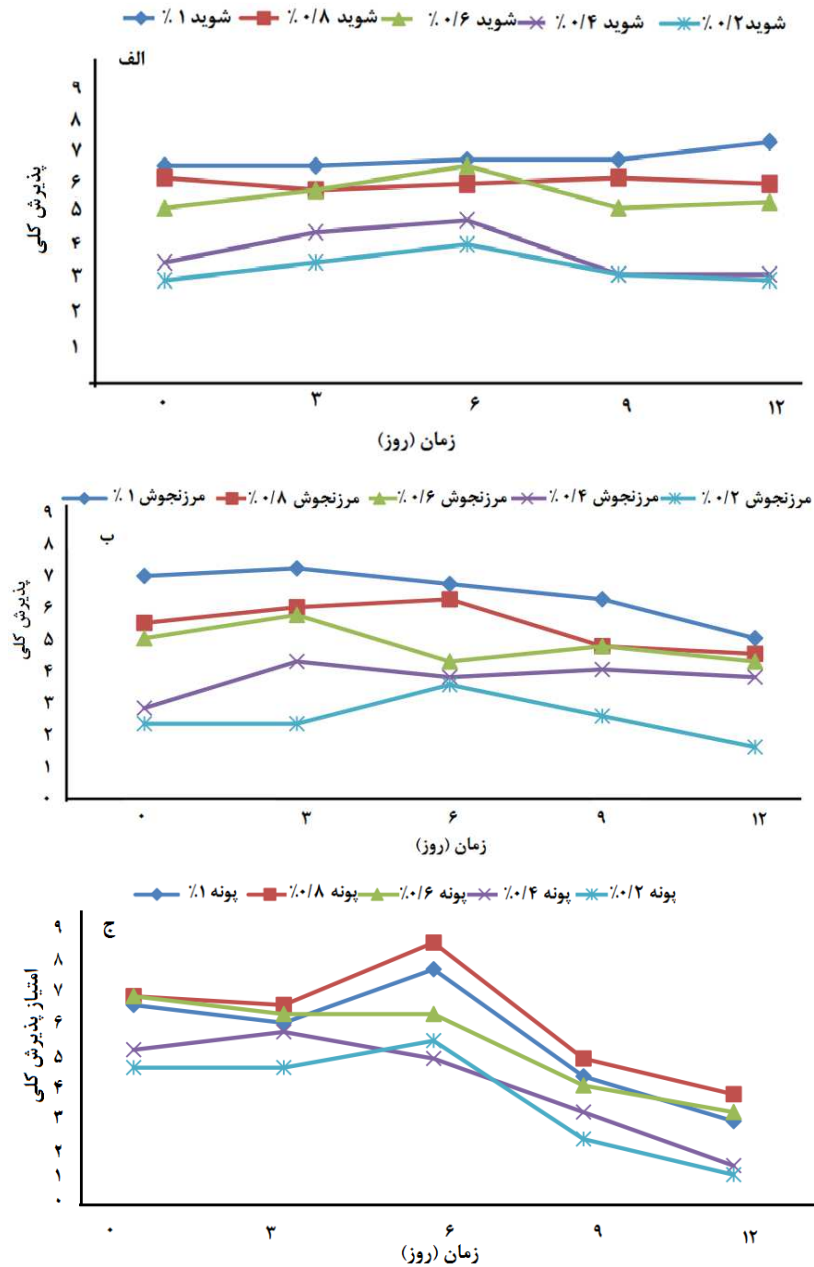 شوید ۱ ٪ شوید ۰/۸ ٪ شوید ۰/۶ ٪ شوید ۰/۴ ٪ شوید۰/۲ ٪
الف
۹
۸
۷
۶
۵
۴
۳
۲
۱
پذیرش کلی
۰ ۳ ۶ ۹ ۱۲
زمان (روز)
مرزنجوش ۱ ٪ مرزنجوش ۰/۸ ٪ مرزنجوش ۰/۶ ٪ مرزنجوش ۰/۴ ٪ مرزنجوش ۰/۲ ٪
ب
۹
۸
۷
۶
۵
۴
۳
۲
۱
۰
پذیرش کلی
۰ ۳ ۶ ۹ ۱۲
زمان (روز)
پونه ۱٪ پونه ۰/۸٪ پونه ۰/۶٪ پونه ۰/۴٪ پونه ۰/۲٪
ج
۹
۸
۷
۶
۵
۴
۳
۲
۱
۰
امتیاز پذیرش کلی
۰ ۳ ۶ ۹ ۱۲
زمان (روز)